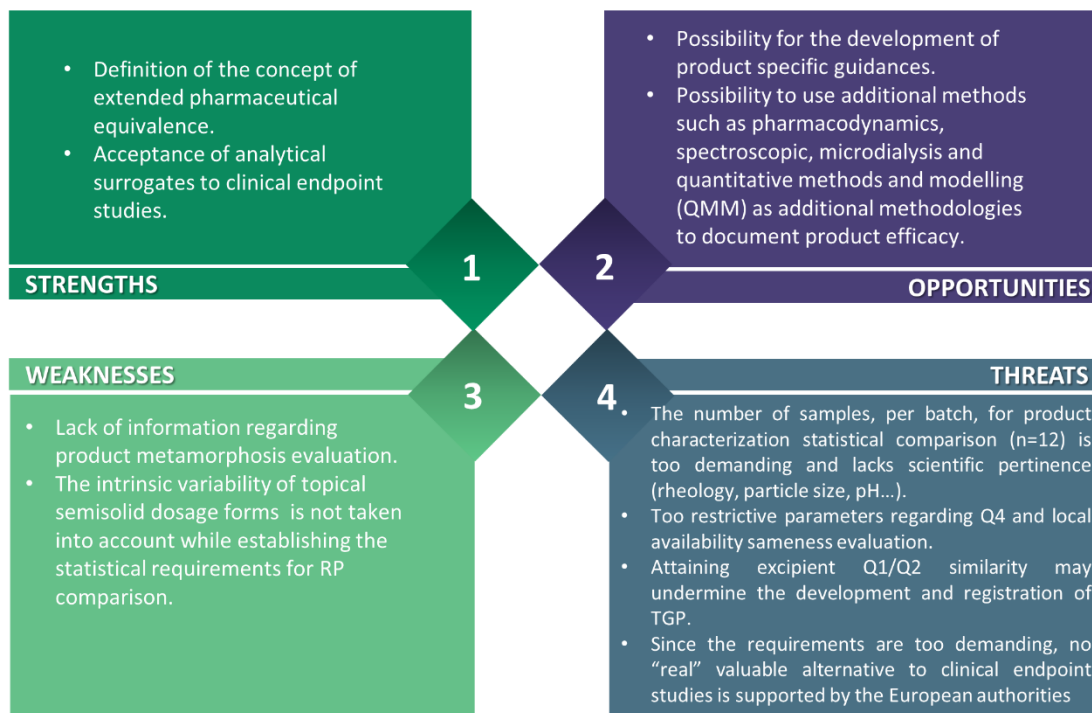 • Definition of the concept of
extended pharmaceutical
equivalence.
• Acceptance of analytical
surrogates to clinical endpoint
studies.
1
STRENGTHS
• Possibility for the development of
product specific guidances.
• Possibility to use additional methods
such as pharmacodynamics,
spectroscopic, microdialysis and
quantitative methods and modelling
(QMM) as additional methodologies
to document product efficacy.
2
OPPORTUNITIES
WEAKNESSES
3
• Lack of information regarding
product metamorphosis evaluation.
• The intrinsic variability of topical
semisolid dosage forms is not taken
into account while establishing the
statistical requirements for RP
comparison.
THREATS
4
• The number of samples, per batch, for product
characterization statistical comparison (n=12) is
too demanding and lacks scientific pertinence
(rheology, particle size, pH...).
• Too restrictive parameters regarding Q4 and local
availability sameness evaluation.
• Attaining excipient Q1/Q2 similarity may
undermine the development and registration of
TGP.
• Since the requirements are too demanding, no
“real” valuable alternative to clinical endpoint
studies is supported by the European authorities